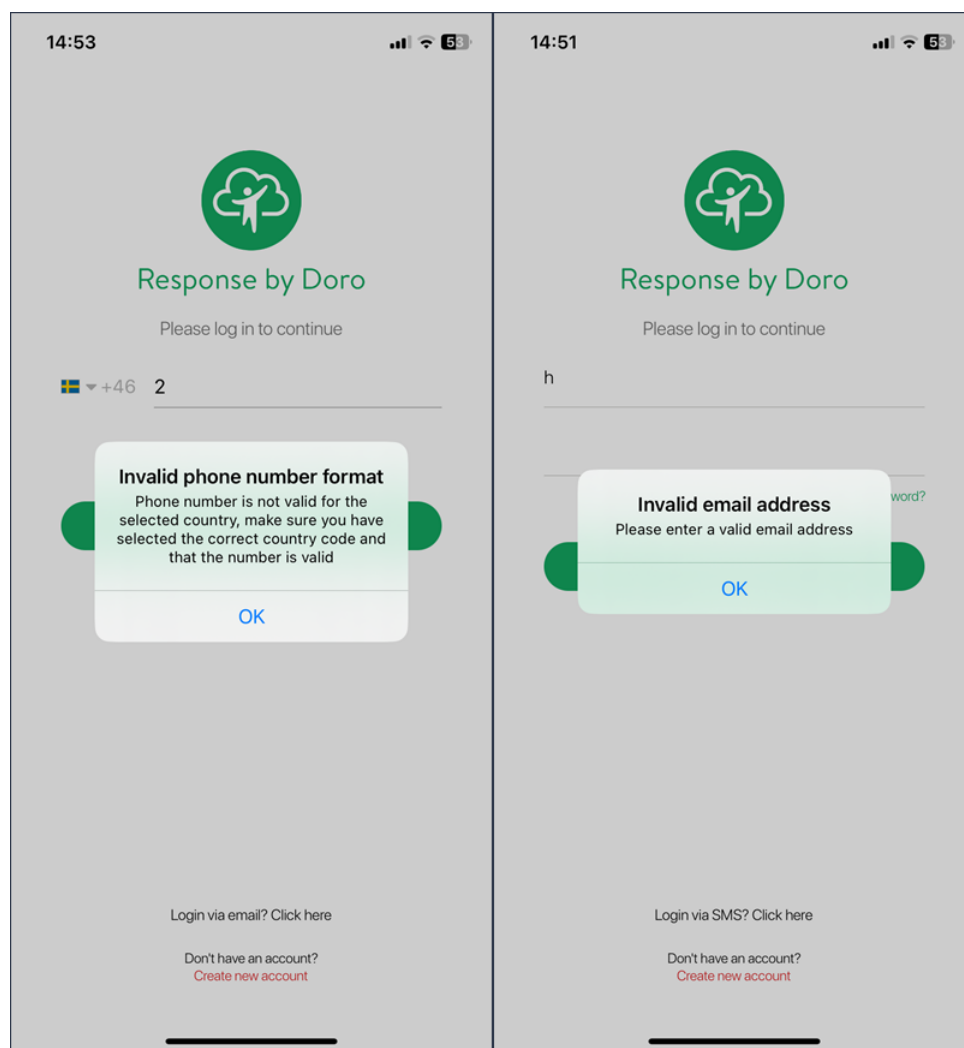 14:53
53
Response by Doro
Please log in to continue
+46 2
Invalid phone number format
Phone number is not valid for the
selected country, make sure you have
selected the correct country code and
that the number is valid
OK
Login via email? Click here
Don't have an account?
Create new account
14:51
53
Response by Doro
Please log in to continue
h
word?
Invalid email address
Please enter a valid email address
OK
Login via SMS? Click here
Don't have an account?
Create new account